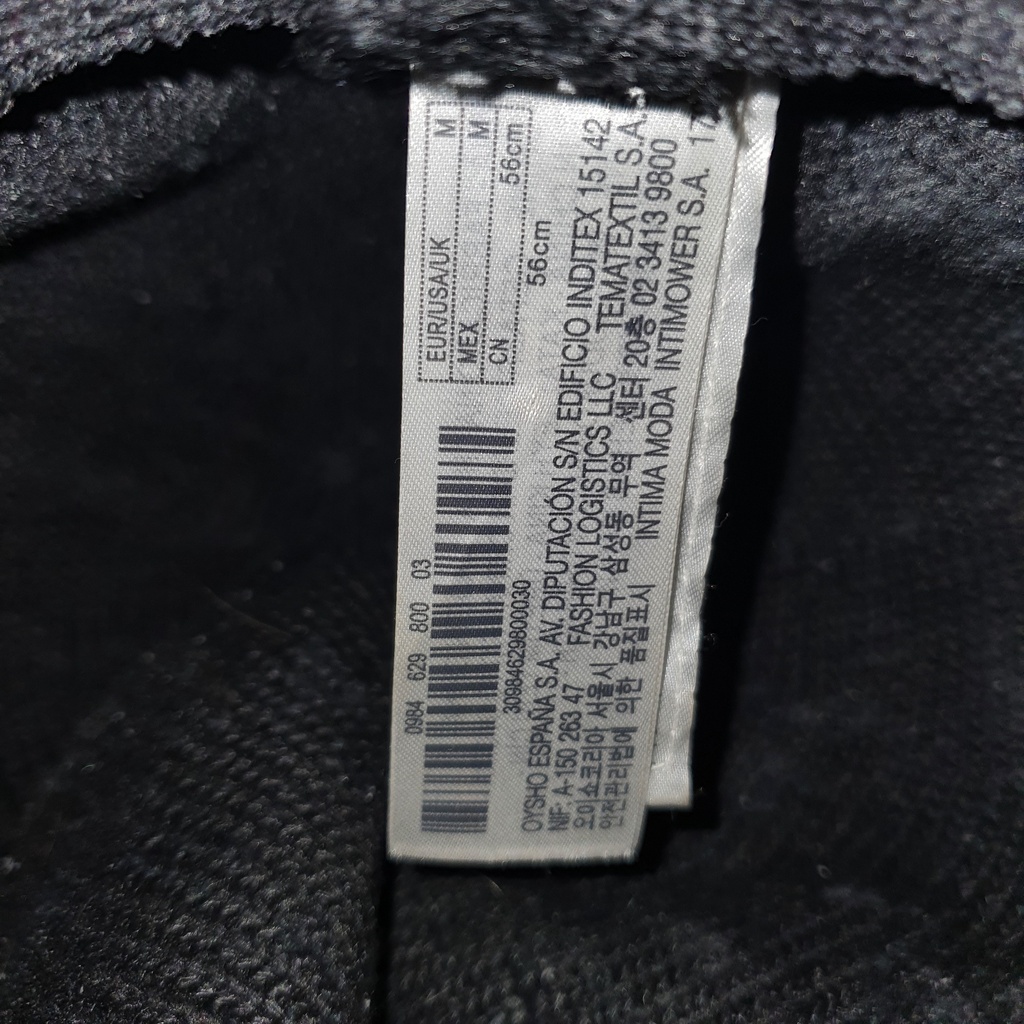 EUR/USA/UK M
MEX M
CN 56cm
56cm
0984 629 800 03
30984629800030
OYSHO ESPAÑA S.A. AV. DIPUTACIÓN S/N EDIFICIO INDITEX 15142
NIF: A-150 263 47 FASHION LOGISTICS LLC TEMATEXTIL S.A.
오이쇼코리아 서울시 강남구 삼성동 무역 센터 20층 02 3413 9800
안전관리법에 의한 품질표시 INTIMA MODA INTIMOWER S.A. 17